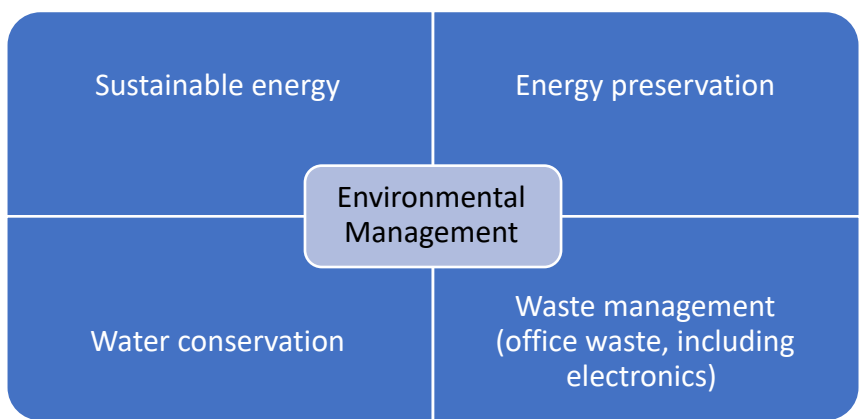 Sustainable energy
Energy preservation
Environmental
Management
Water conservation
Waste management
(office waste, including
electronics)